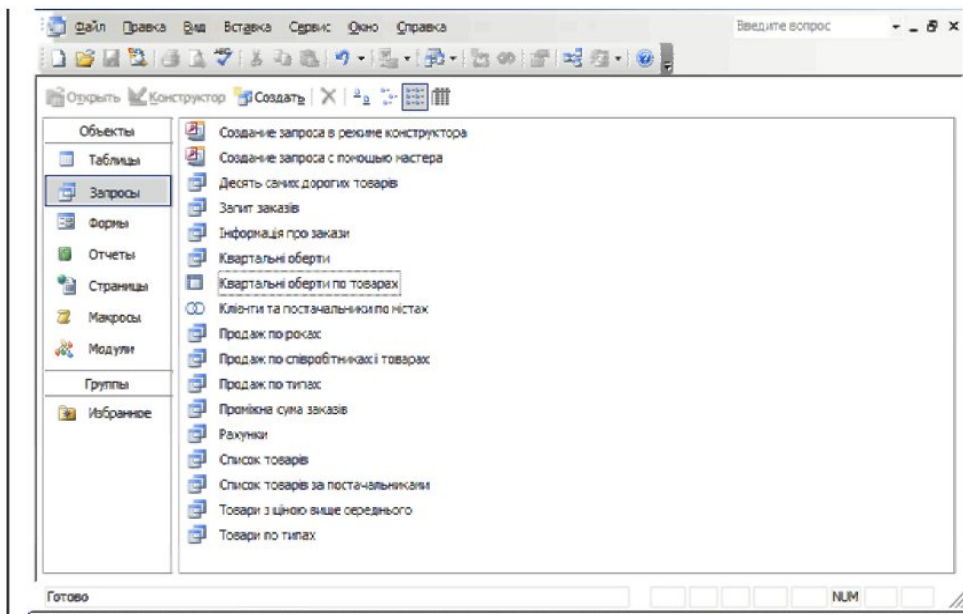 Файл Правка Вид Вставка Сервис Окно Справка Введите вопрос
Открыть Конструктор Создать
Объекты
Таблицы
Запросы
Формы
Отчеты
Страницы
Макросы
Модули
Группы
Избранное
Создание запроса в режиме конструктора
Создание запроса с помощью мастера
Десять самих дорогих товарів
Запит заказів
Інформація про закази
Квартальні оберти
Квартальні оберти по товарах
Клієнти та постачальники по містах
Продаж по роках
Продаж по співробітниках і товарах
Продаж по типах
Проміжна сума заказів
Рахунки
Список товарів
Список товарів за постачальниками
Товари з ціною вище середнього
Товари по типах
Готово NUM